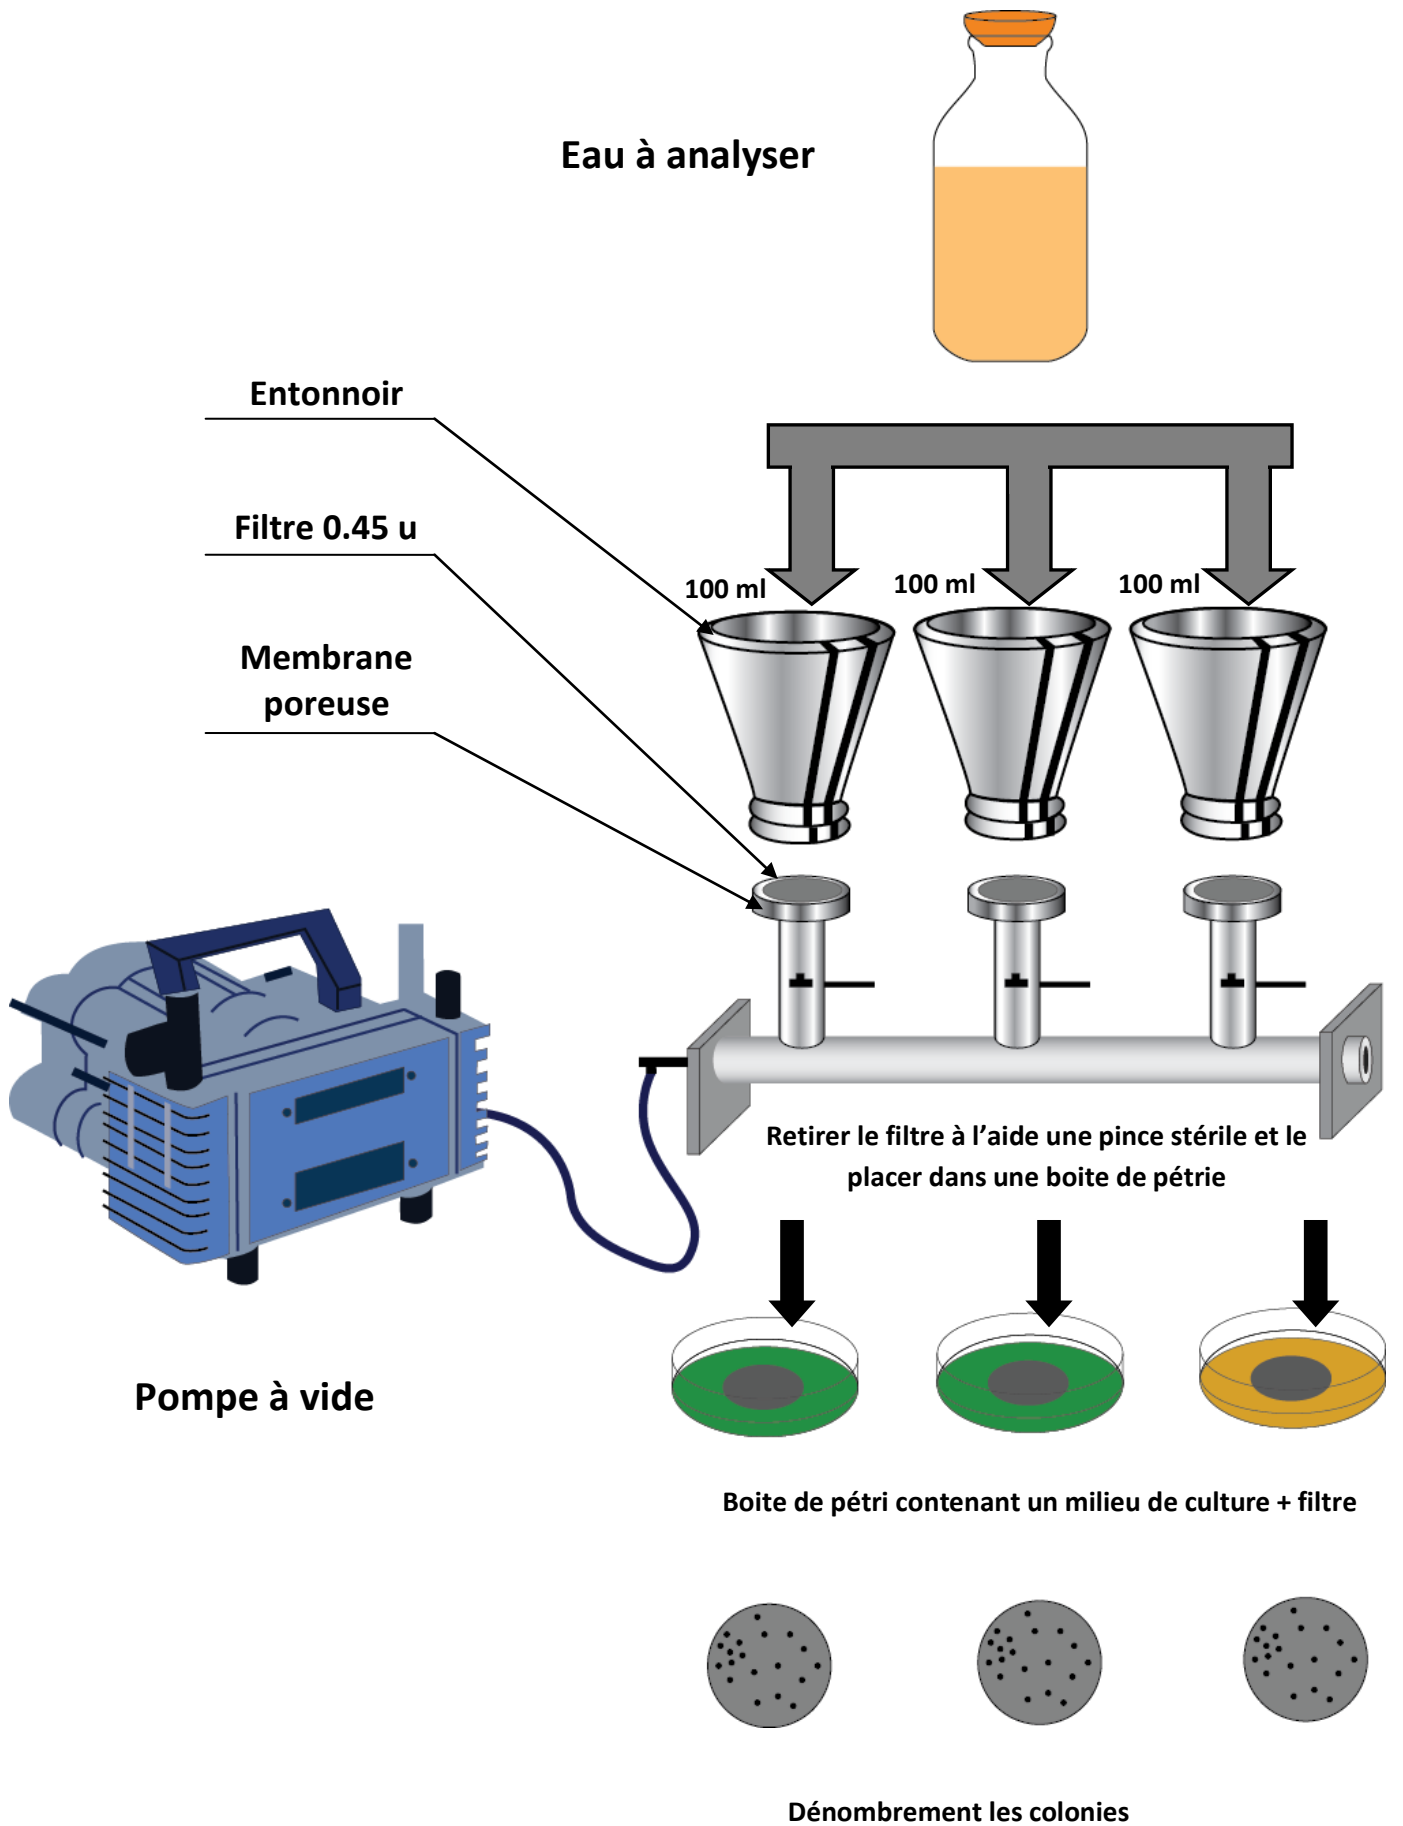 Eau à analyser
Entonnoir
Filtre 0.45 u
Membrane
poreuse
100 ml
100 ml
100 ml
Retirer le filtre à l’aide une pince stérile et le
placer dans une boite de pétrie
Pompe à vide
Boite de pétri contenant un milieu de culture + filtre
Dénombrement les colonies